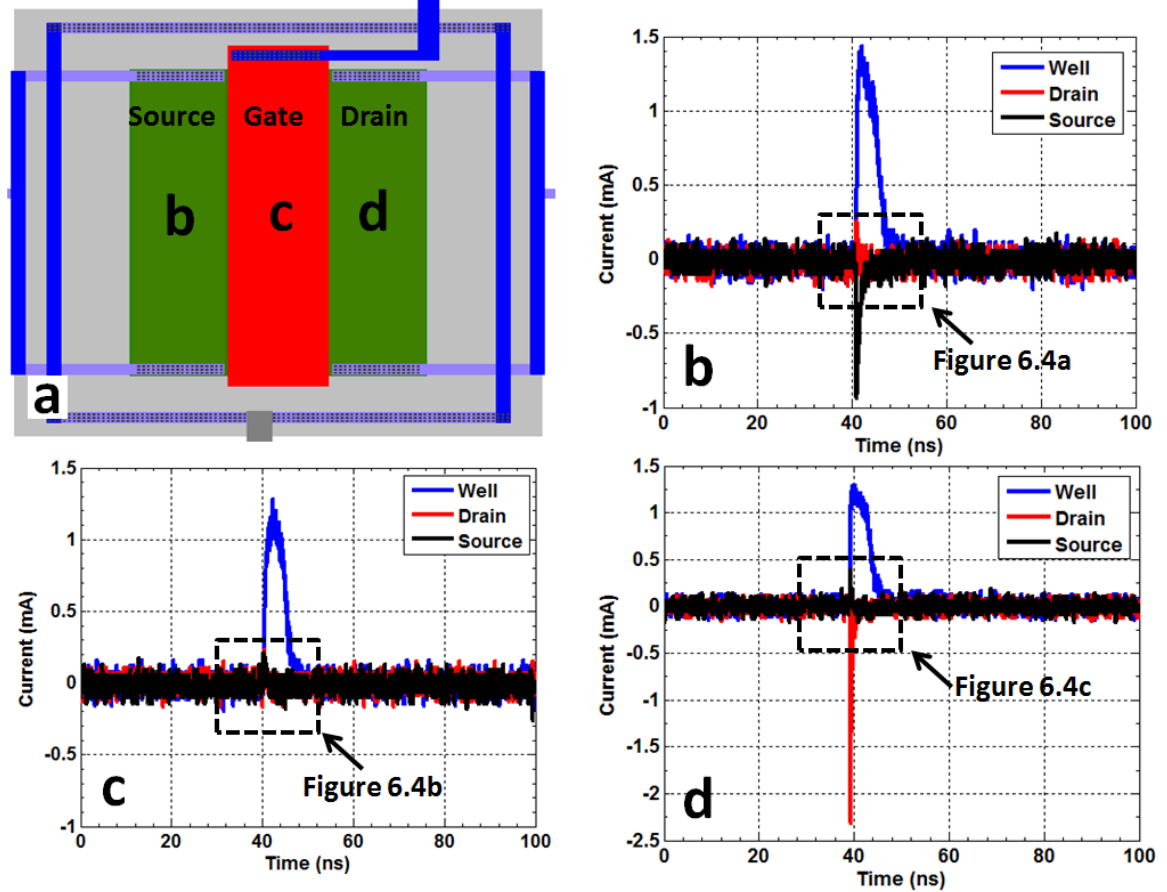 Source Gate Drain
b c d
a
1.5
1
0.5
0
-0.5
-1
Current (mA)
0 20 40 60 80 100
Time (ns)
Well
Drain
Source
Figure 6.4a
b
1.5
1
0.5
0
-0.5
-1
Current (mA)
0 20 40 60 80 100
Time (ns)
Well
Drain
Source
Figure 6.4b
c
1.5
1
0.5
0
-0.5
-1
-1.5
-2
-2.5
Current (mA)
0 20 40 60 80 100
Time (ns)
Well
Drain
Source
Figure 6.4c
d